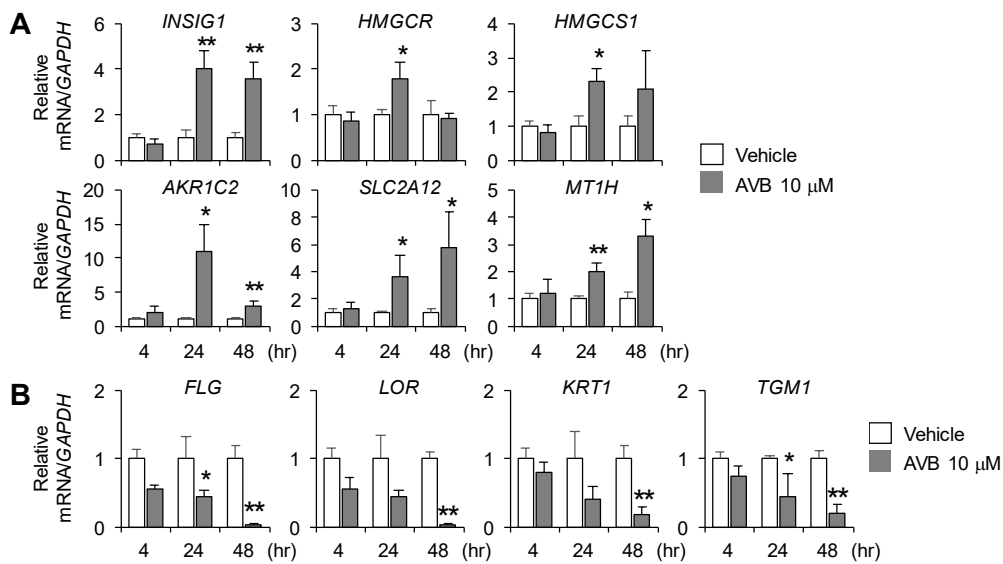 A
INSIG1
HMGCR
HMGCS1
Relative
mRNA/GAPDH
6
4
2
0
**
**
3
2
1
0
*
4
3
2
1
0
*
Vehicle
AVB 10 μM
AKR1C2
SLC2A12
MT1H
Relative
mRNA/GAPDH
20
15
10
5
0
*
**
10
8
6
4
2
0
*
*
5
4
3
2
1
0
**
*
4 24 48 (hr)
4 24 48 (hr)
4 24 48 (hr)
B
FLG
LOR
KRT1
TGM1
Relative
mRNA/GAPDH
2
1
0
*
**
2
1
0
**
2
1
0
**
2
1
0
*
**
Vehicle
AVB 10 μM
4 24 48 (hr)
4 24 48 (hr)
4 24 48 (hr)
4 24 48 (hr)